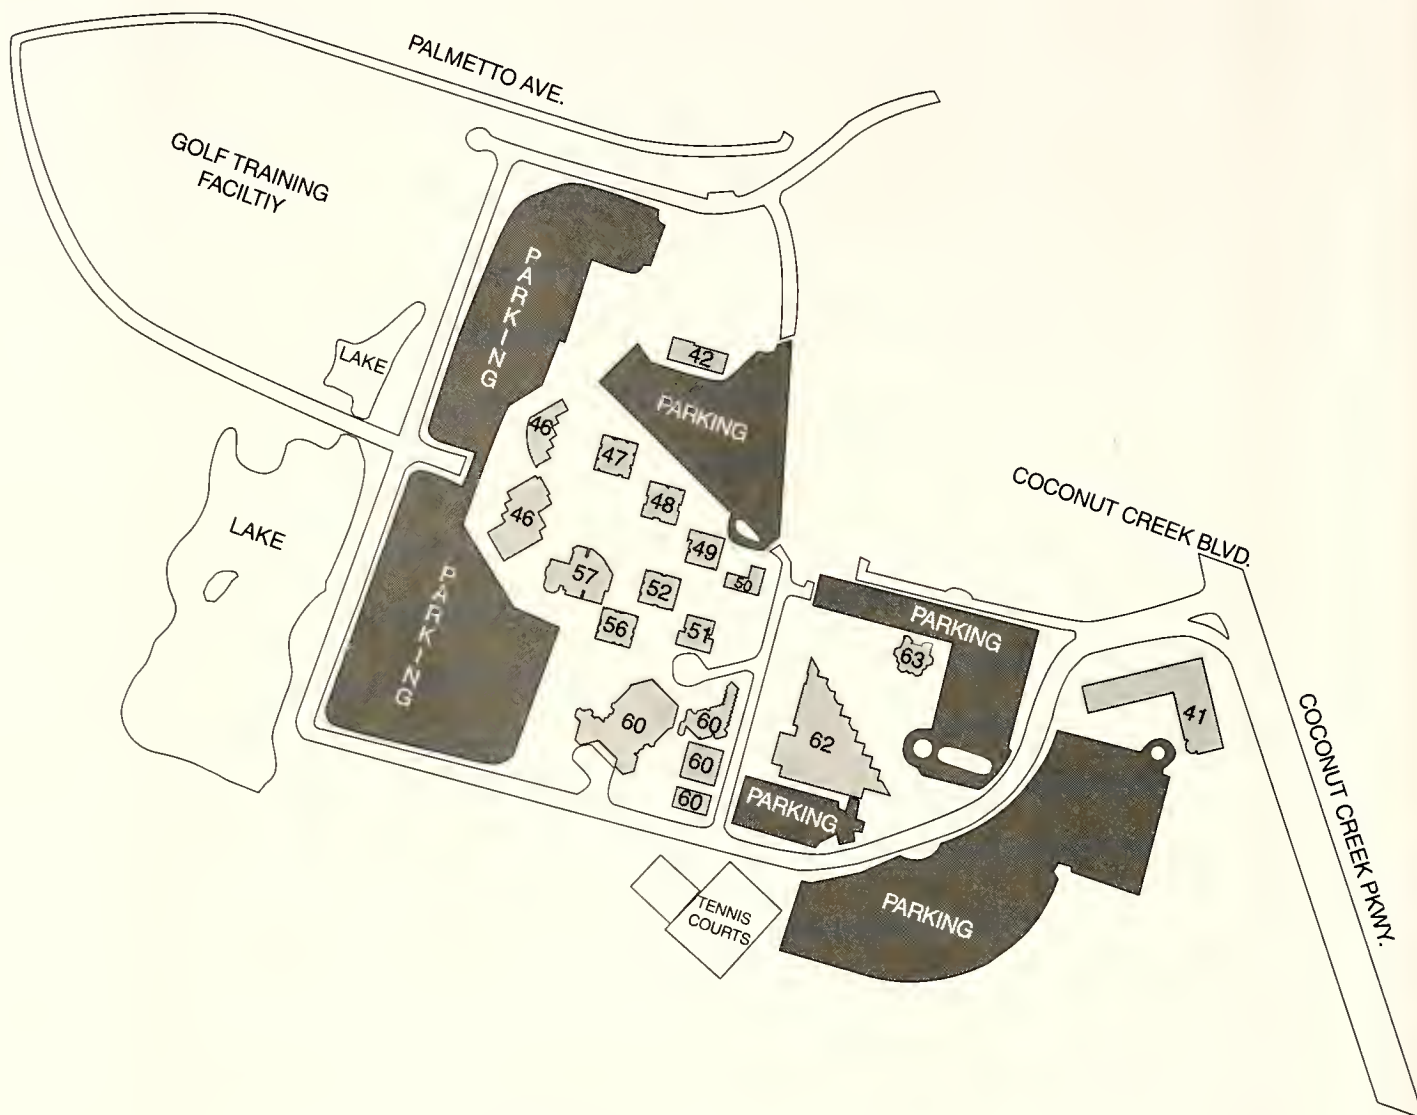 PALMETTO AVE.
GOLF TRAINING
FACILTIY
PARKING
LAKE
42
PARKING
46
47
COCONUT CREEK BLVD.
48
46
LAKE
49
57
50
52
PARKING
PARKING
56
51
63
60
60
62
41
COCONUT CREEK PKWY.
60
60
PARKING
TENNIS
COURTS
PARKING